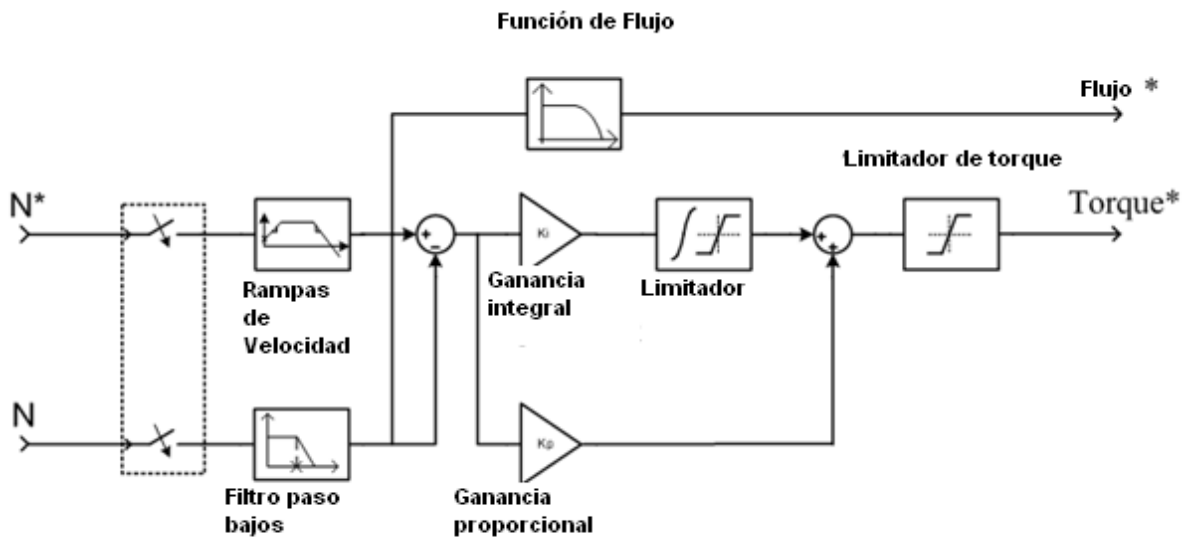 Función de Flujo
Flujo *
Limitador de torque
N*
Torque*
Ki
Rampas
de
Velocidad
Ganancia
integral
Limitador
N
Kp
Filtro paso
bajos
Ganancia
proporcional